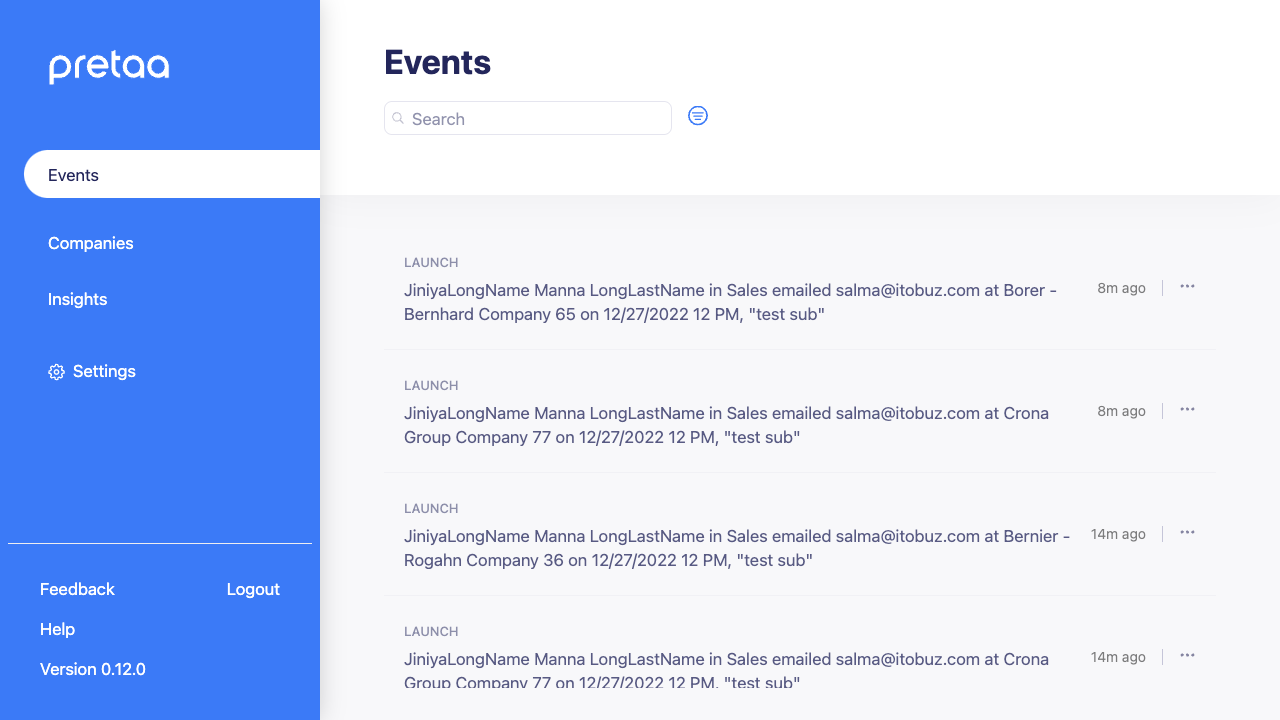 pretaa
Events
Companies
Insights
Settings
Feedback
Logout
Help
Version 0.12.0
Events
Search
LAUNCH
JiniyaLongName Manna LongLastName in Sales emailed salma@itobuz.com at Borer -
Bernhard Company 65 on 12/27/2022 12 PM, "test sub"
8m ago
LAUNCH
JiniyaLongName Manna LongLastName in Sales emailed salma@itobuz.com at Crona
Group Company 77 on 12/27/2022 12 PM, "test sub"
8m ago
LAUNCH
JiniyaLongName Manna LongLastName in Sales emailed salma@itobuz.com at Bernier -
Rogahn Company 36 on 12/27/2022 12 PM, "test sub"
14m ago
LAUNCH
JiniyaLongName Manna LongLastName in Sales emailed salma@itobuz.com at Crona
Group Company 77 on 12/27/2022 12 PM, "test sub"
14m ago